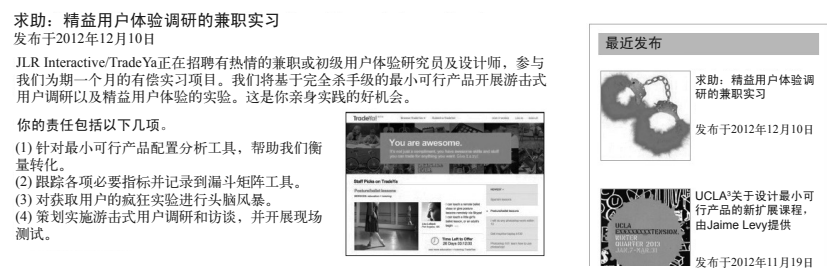 求助：精益用户体验调研的兼职实习
发布于2012年12月10日
JLR Interactive/TradeYa正在招聘有热情的兼职或初级用户体验研究员及设计师，参与
我们为期一个月的有偿实习项目。我们将基于完全杀手级的最小可行产品开展游击式
用户调研以及精益用户体验的实验。这是你亲身实践的好机会。
你的责任包括以下几项。
(1) 针对最小可行产品配置分析工具，帮助我们衡
量转化。
(2) 跟踪各项必要指标并记录到漏斗矩阵工具。
(3) 对获取用户的疯狂实验进行头脑风暴。
(4) 策划实施游击式用户调研和访谈，并开展现场
测试。
TradeYa
You are awesome.
Staff Picks on TradeYa
Postcard/ballet lessons
Time Left to Offer
最近发布
求助：精益用户体验调
研的兼职实习
发布于2012年12月10日
UCLA
EXXXXXXXTENSION
WINTER
QUARTER 2013
UCLA³关于设计最小可
行产品的新扩展课程，
由Jaime Levy提供
发布于2012年11月19日